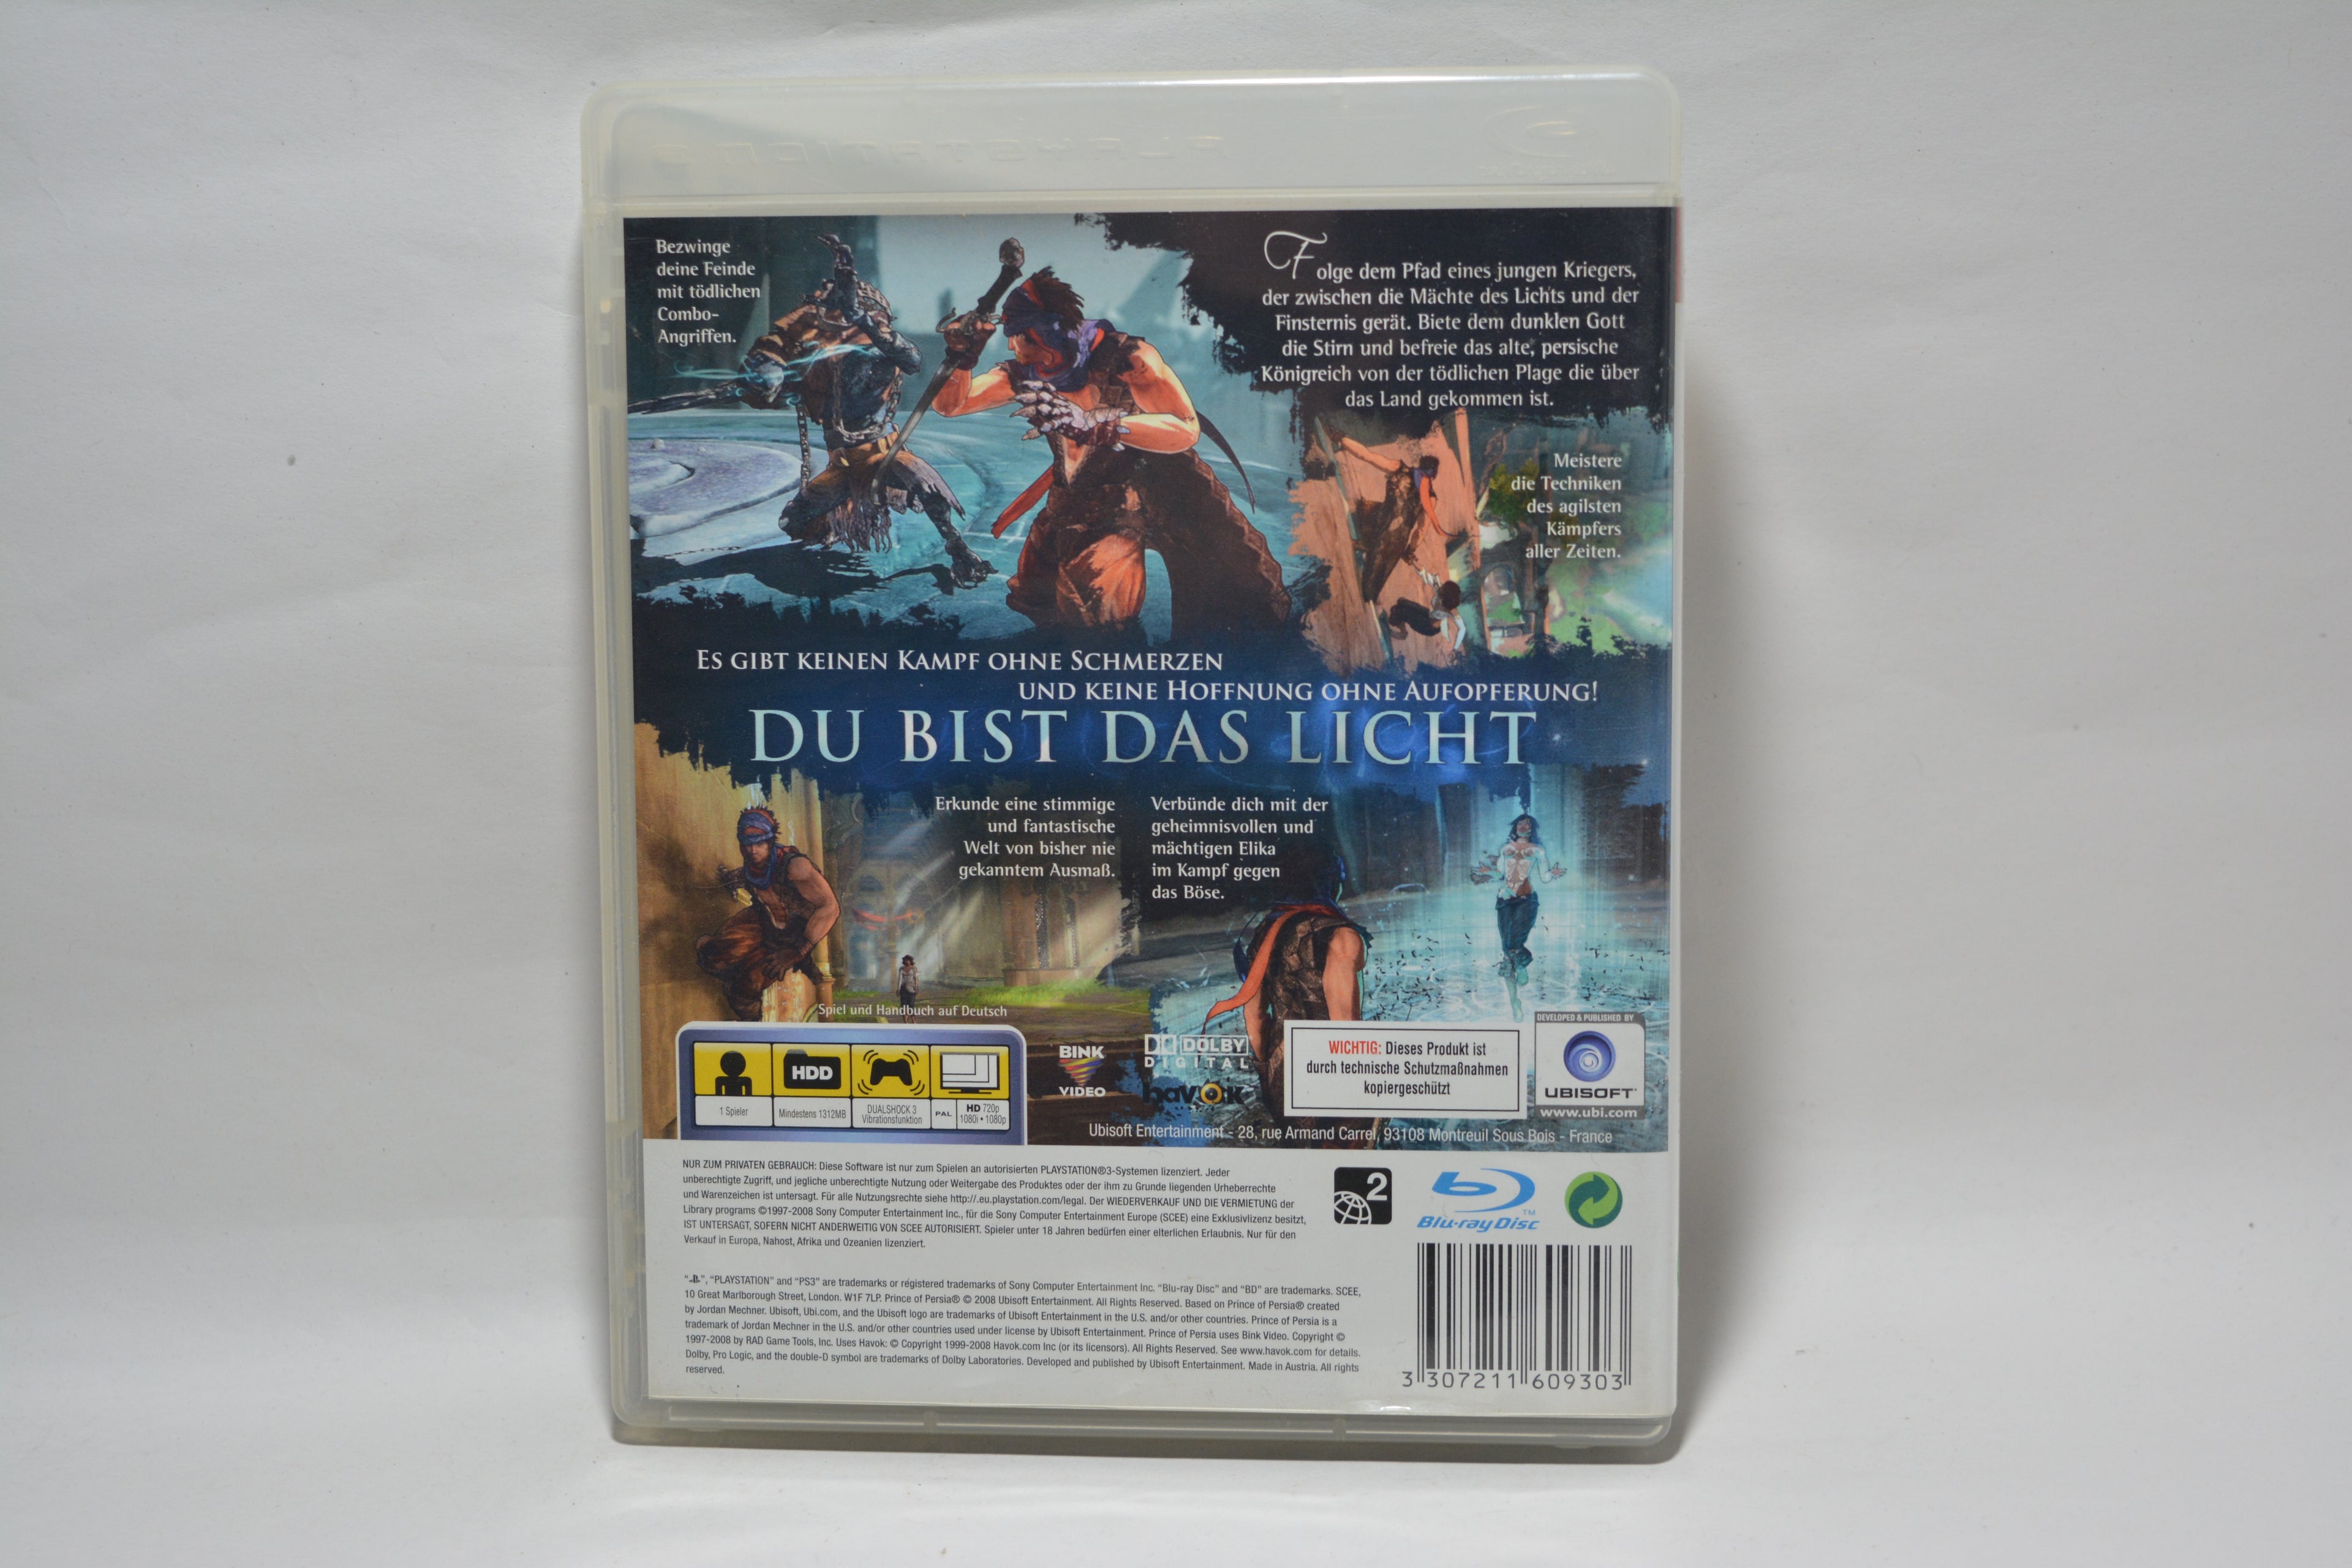 Bezwinge
deine Feinde
mit tödlichen
Combo-
Angriffen.
Folge dem Pfad eines jungen Kriegers,
der zwischen die Mächte des Lichts und der
Finsternis gerät. Biete dem dunklen Gott
die Stirn und befreie das alte, persische
Königreich von der tödlichen Plage die über
das Land gekommen ist.
Meistere
die Techniken
des agilsten
Kämpfers
aller Zeiten.
ES GIBT KEINEN KAMPF OHNE SCHMERZEN
UND KEINE HOFFNUNG OHNE AUFOPFERUNG!
DU BIST DAS LICHT
Erkunde eine stimmige
und fantastische
Welt von bisher nie
gekanntem Ausmaß.
Verbünde dich mit der
geheimnisvollen und
mächtigen Elika
im Kampf gegen
das Böse.
Spiel und Handbuch auf Deutsch
HDD
1 Spieler
Mindestens 1312MB
DUALSHOCK 3
Vibrationsfunktion
PAL
HD 720p
1080i • 1080p
BINK
VIDEO
DOLBY
DIGITAL
havok
WICHTIG: Dieses Produkt ist
durch technische Schutzmaßnahmen
kopiergeschützt
DEVELOPED & PUBLISHED BY
UBISOFT
www.ubi.com
Ubisoft Entertainment - 28, rue Armand Carrel, 93108 Montreuil Sous Bois - France
NUR ZUM PRIVATEN GEBRAUCH: Diese Software ist nur zum Spielen an autorisierten PLAYSTATION®3-Systemen lizenziert. Jeder
unberechtigte Zugriff, und jegliche unberechtigte Nutzung oder Weitergabe des Produktes oder der ihm zu Grunde liegenden Urheberrechte
und Warenzeichen ist untersagt. Für alle Nutzungsrechte siehe http://.eu.playstation.com/legal. Der WIEDERVERKAUF UND DIE VERMIETUNG der
Library programs ©1997-2008 Sony Computer Entertainment Inc., für die Sony Computer Entertainment Europe (SCEE) eine Exklusivlizenz besitzt,
IST UNTERSAGT, SOFERN NICHT ANDERWEITIG VON SCEE AUTORISIERT. Spieler unter 18 Jahren bedürfen einer elterlichen Erlaubnis. Nur für den
Verkauf in Europa, Nahost, Afrika und Ozeanien lizenziert.
2
Blu-ray Disc
TM
"", "PLAYSTATION" and "PS3" are trademarks or registered trademarks of Sony Computer Entertainment Inc. "Blu-ray Disc" and "BD" are trademarks. SCEE,
10 Great Marlborough Street, London. W1F 7LP. Prince of Persia® © 2008 Ubisoft Entertainment. All Rights Reserved. Based on Prince of Persia® created
by Jordan Mechner. Ubisoft, Ubi.com, and the Ubisoft logo are trademarks of Ubisoft Entertainment in the U.S. and/or other countries. Prince of Persia is a
trademark of Jordan Mechner in the U.S. and/or other countries used under license by Ubisoft Entertainment. Prince of Persia uses Bink Video. Copyright ©
1997-2008 by RAD Game Tools, Inc. Uses Havok: © Copyright 1999-2008 Havok.com Inc (or its licensors). All Rights Reserved. See www.havok.com for details.
Dolby, Pro Logic, and the double-D symbol are trademarks of Dolby Laboratories. Developed and published by Ubisoft Entertainment. Made in Austria. All rights
reserved.
3 307211 609303